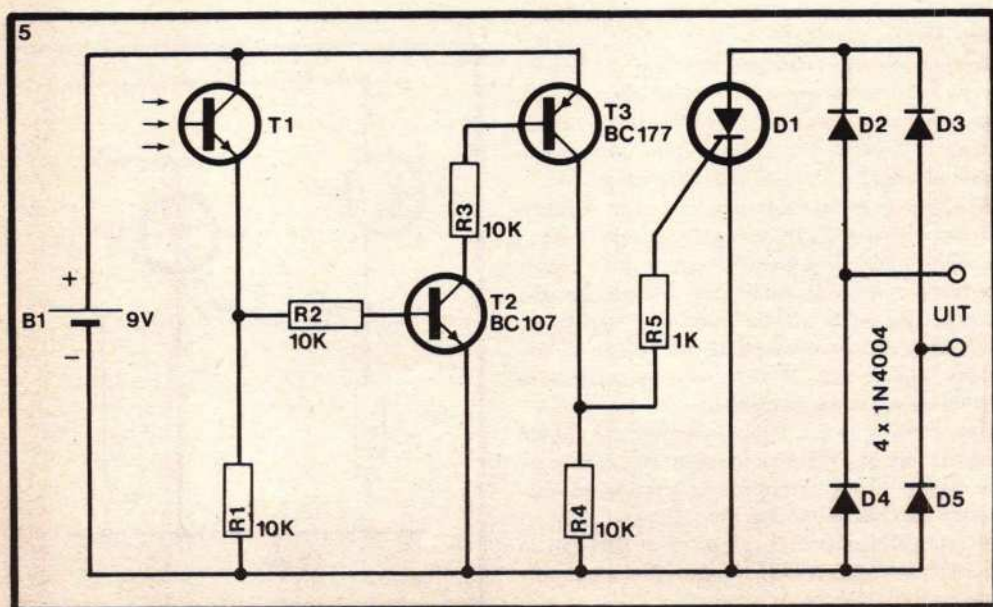 5
T1
T3
BC177
D1
D2
D3
R3
10K
+
B1
9V
−
R2
10K
T2
BC107
R5
1K
UIT
4 x 1N4004
R1
10K
R4
10K
D4
D5